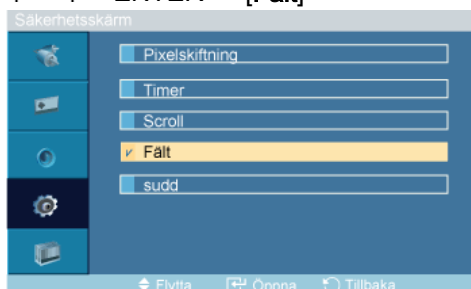 Säkerhetsskärm
Pixelskiftning
Timer
Scroll
Fält
sudd
Flytta Öppna Tillbaka